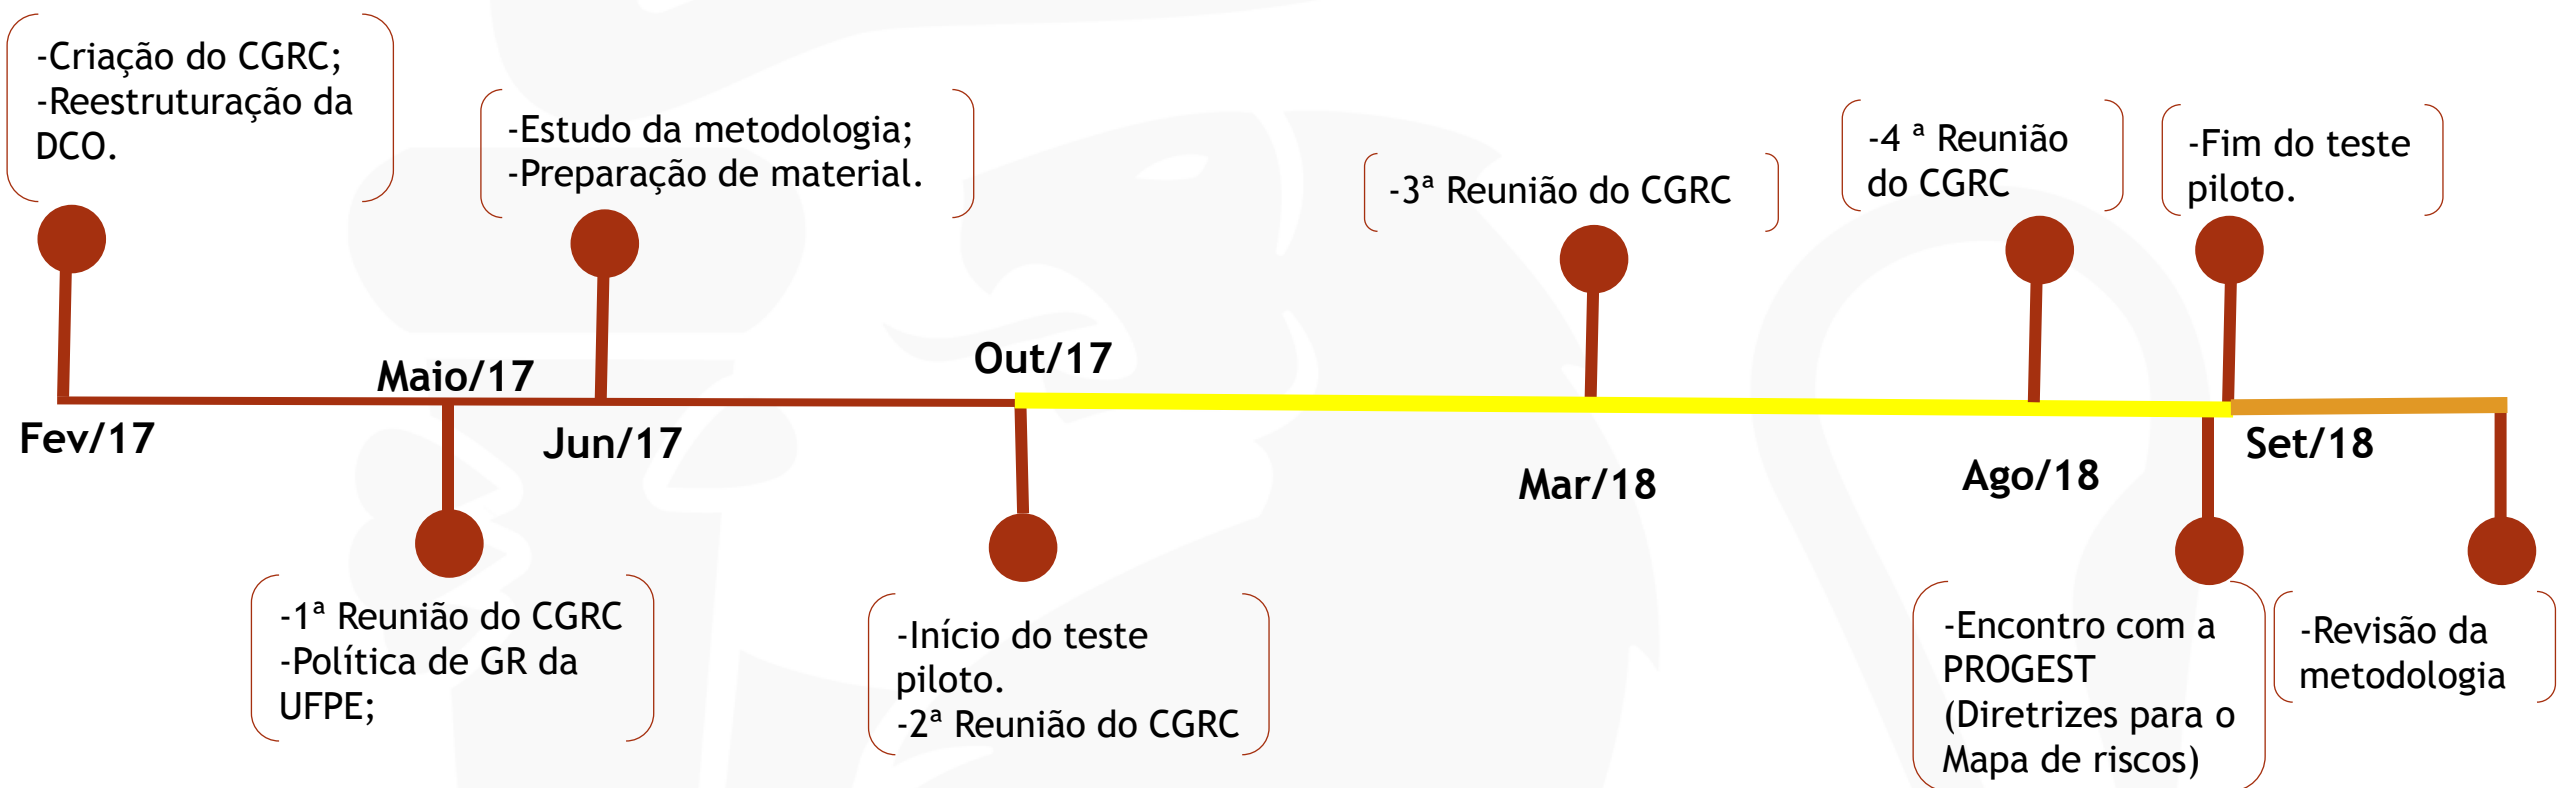 -Criação do CGRC;
-Reestruturação da
DCO.
Fev/17
Maio/17
-1ª Reunião do CGRC
-Política de GR da
UFPE;
-Estudo da metodologia;
-Preparação de material.
Jun/17
Out/17
-Início do teste
piloto.
-2ª Reunião do CGRC
-3ª Reunião do CGRC
Mar/18
-4 ª Reunião
do CGRC
Ago/18
-Fim do teste
piloto.
Set/18
-Encontro com a
PROGEST
(Diretrizes para o
Mapa de riscos)
-Revisão da
metodologia